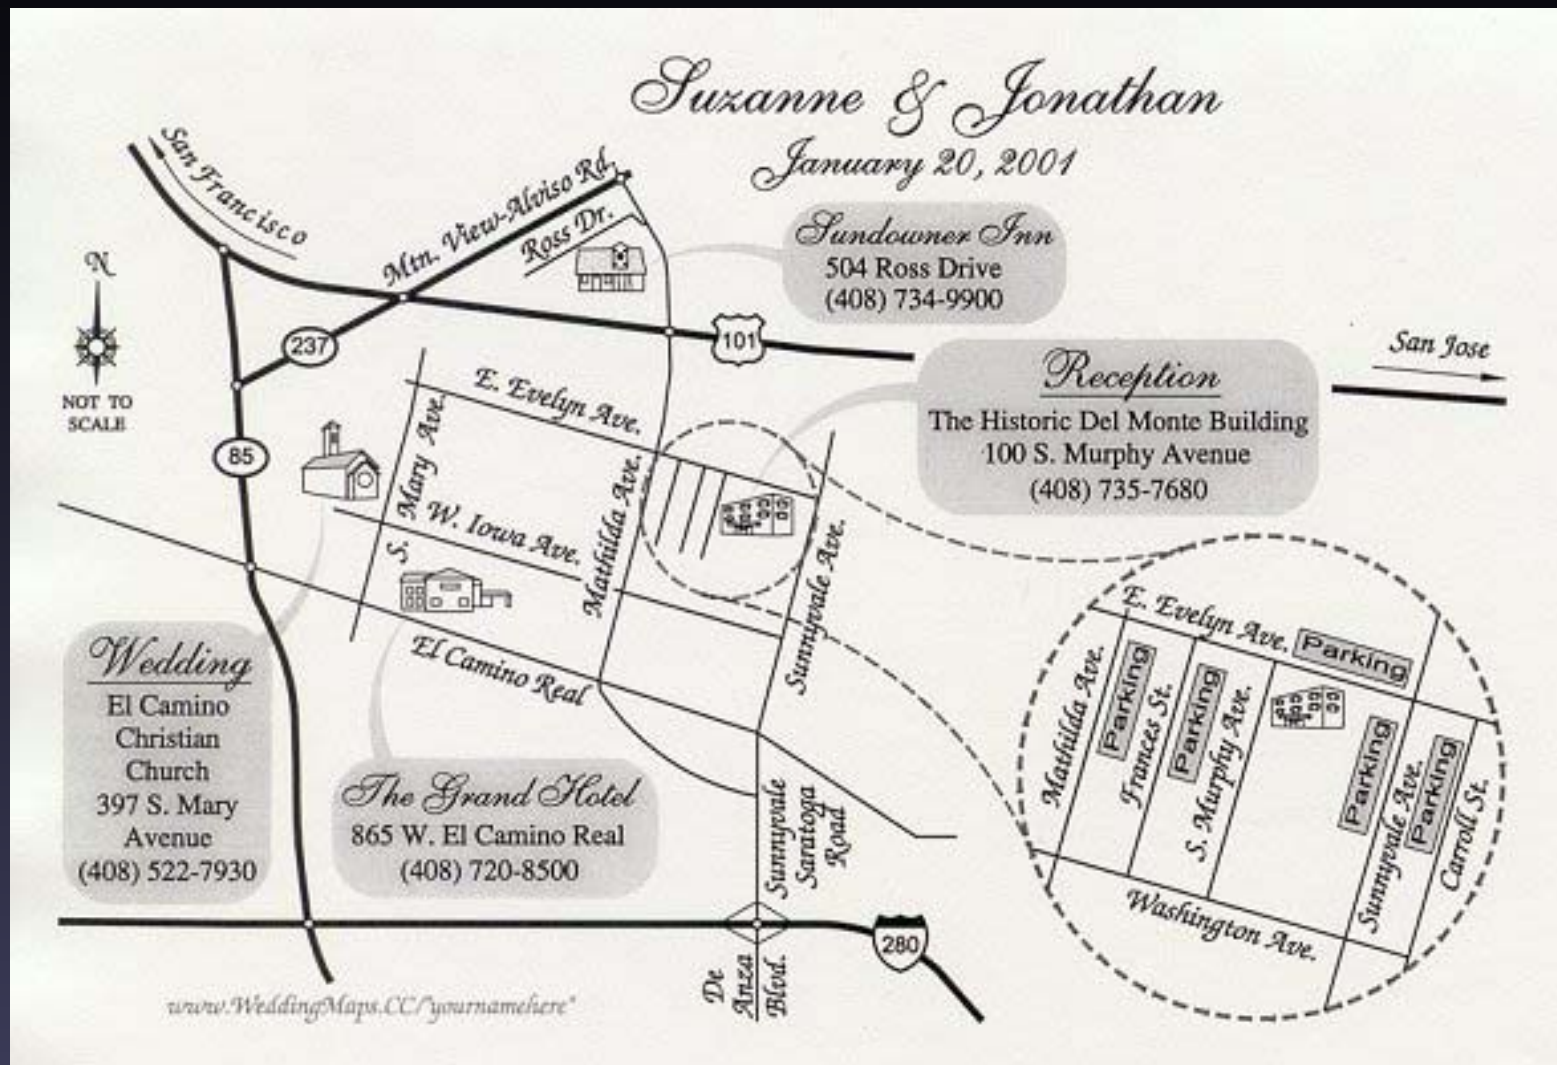 Suzanne & Jonathan
January 20, 2001
San Francisco
Mtn. View-Alviso Rd.
Ross Dr.
Sundowner Inn
504 Ross Drive
(408) 734-9900
N
NOT TO
SCALE
237
101
San Jose
Reception
The Historic Del Monte Building
100 S. Murphy Avenue
(408) 735-7680
85
E. Evelyn Ave.
S. Mary Ave.
W. Iowa Ave.
Mathilda Ave.
Sunnyvale Ave.
El Camino Real
Wedding
El Camino
Christian
Church
397 S. Mary
Avenue
(408) 522-7930
The Grand Hotel
865 W. El Camino Real
(408) 720-8500
Sunnyvale
Saratoga
Road
280
De
Anza
Blvd.
E. Evelyn Ave.
Parking
Mathilda Ave.
Parking
Frances St.
Parking
S. Murphy Ave.
Parking
Sunnyvale Ave.
Parking
Carroll St.
Washington Ave.
www.WeddingMaps.CC/"yournamehere"